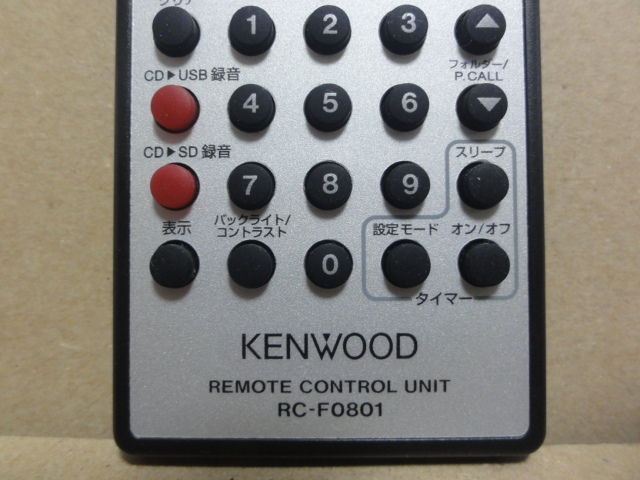 クリア
1 2 3
フォルダー/
P.CALL
CD▶USB 録音
4 5 6
CD▶SD 録音
スリープ
7 8 9
表示
バックライト/
コントラスト
設定モード
オン/オフ
0
タイマー
KENWOOD
REMOTE CONTROL UNIT
RC-F0801